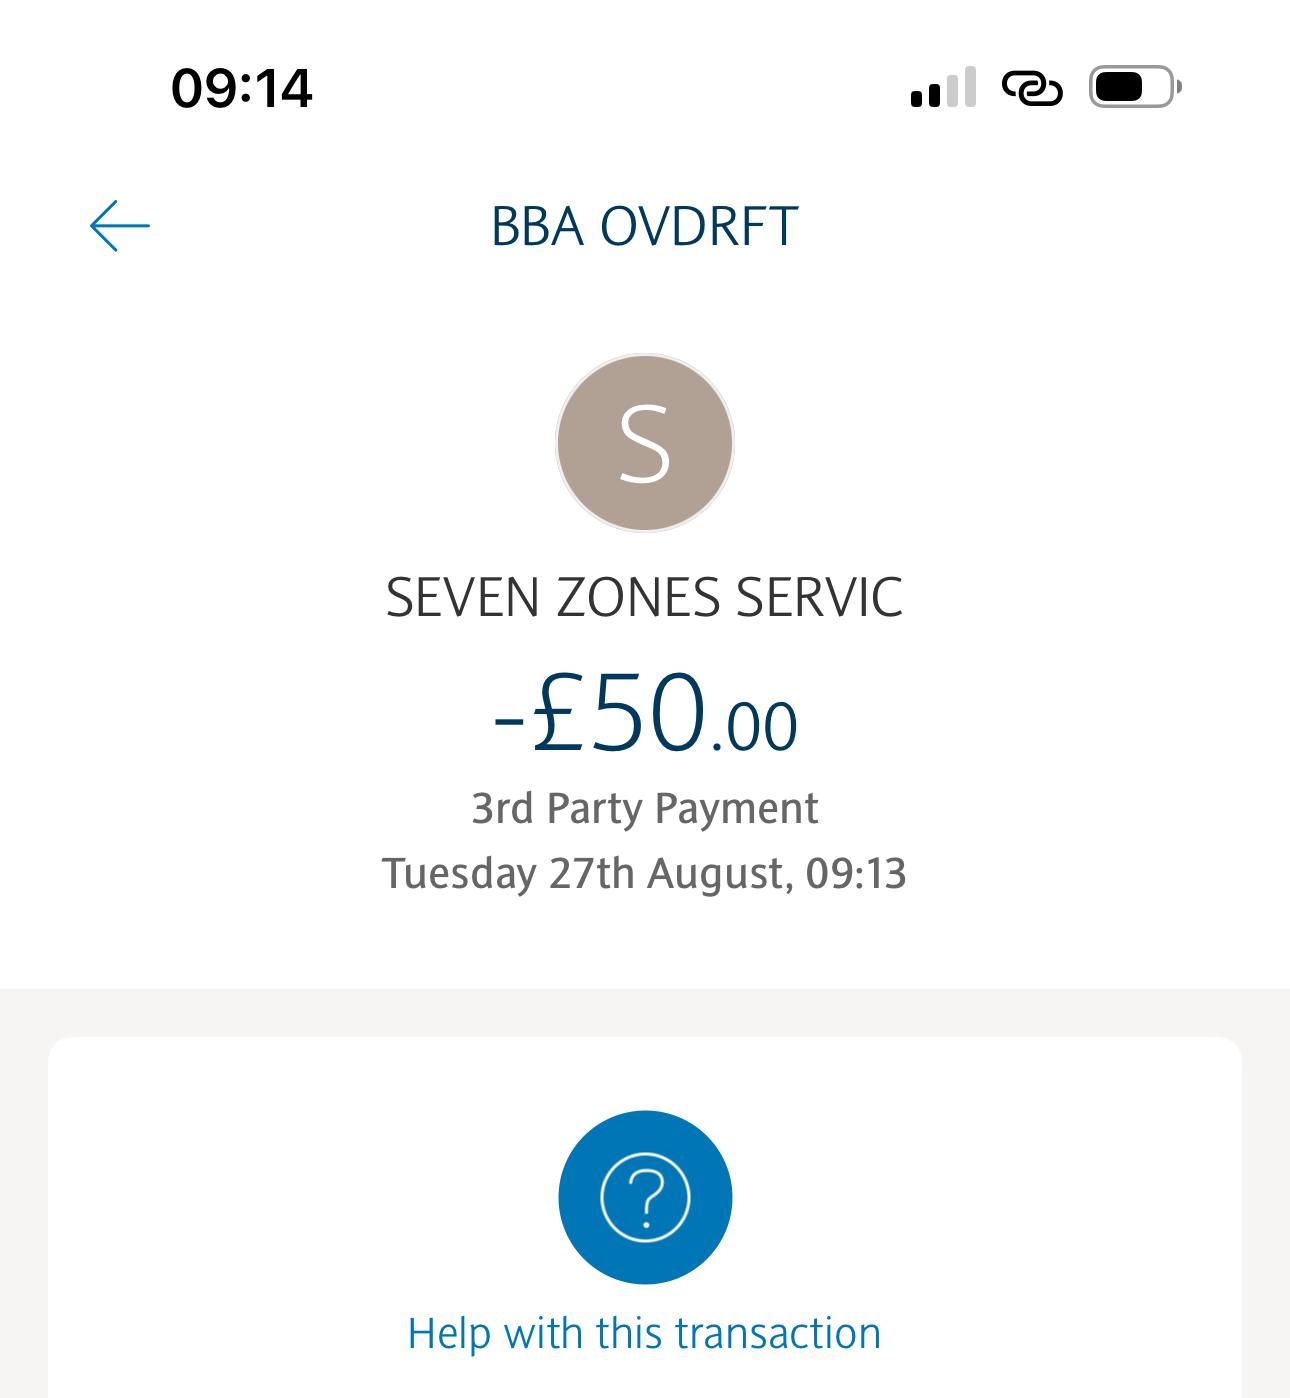 09:14
BBA OVDRFT
S
SEVEN ZONES SERVIC
-£50.00
3rd Party Payment
Tuesday 27th August, 09:13
?
Help with this transaction